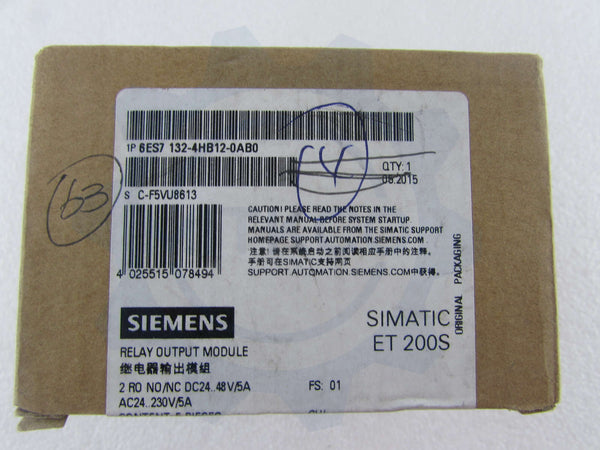 1P 6ES7 132-4HB12-0AB0
QTY: 1
08.2015
S C-F5VU8613
63
CAUTION! PLEASE READ THE NOTES IN THE
RELEVANT MANUAL BEFORE SYSTEM STARTUP.
MANUALS ARE AVAILABLE FROM THE SIMATIC SUPPORT
HOMEPAGE SUPPORT.AUTOMATION.SIEMENS.COM.
注意! 请在系统启动之前阅读相应手册中的注释。
手册可在SIMATIC支持网页
SUPPORT.AUTOMATION.SIEMENS.COM中获得。
4 025515 078494
ORIGINAL PACKAGING
SIEMENS
SIMATIC
ET 200S
RELAY OUTPUT MODULE
继电器输出模组
2 RO NO/NC DC24..48V/5A
FS: 01
AC24..230V/5A
CONTENT 5 PIECES